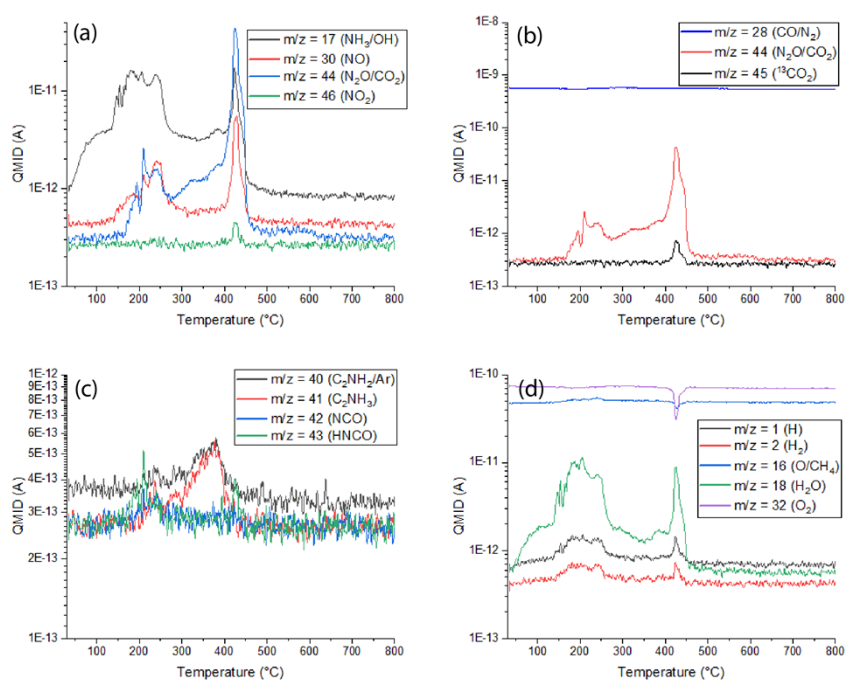 (a)
m/z = 17 (NH₃/OH)
m/z = 30 (NO)
m/z = 44 (N₂O/CO₂)
m/z = 46 (NO₂)
1E-11
1E-12
1E-13
QMID (A)
100 200 300 400 500 600 700 800
Temperature (°C)
(b)
m/z = 28 (CO/N₂)
m/z = 44 (N₂O/CO₂)
m/z = 45 (¹³CO₂)
1E-8
1E-9
1E-10
1E-11
1E-12
1E-13
QMID (A)
100 200 300 400 500 600 700 800
Temperature (°C)
(c)
m/z = 40 (C₂NH₂/Ar)
m/z = 41 (C₂NH₃)
m/z = 42 (NCO)
m/z = 43 (HNCO)
1E-12
9E-13
8E-13
7E-13
6E-13
5E-13
4E-13
3E-13
2E-13
1E-13
QMID (A)
100 200 300 400 500 600 700 800
Temperature (°C)
(d)
m/z = 1 (H)
m/z = 2 (H₂)
m/z = 16 (O/CH₄)
m/z = 18 (H₂O)
m/z = 32 (O₂)
1E-10
1E-11
1E-12
1E-13
QMID (A)
100 200 300 400 500 600 700 800
Temperature (°C)